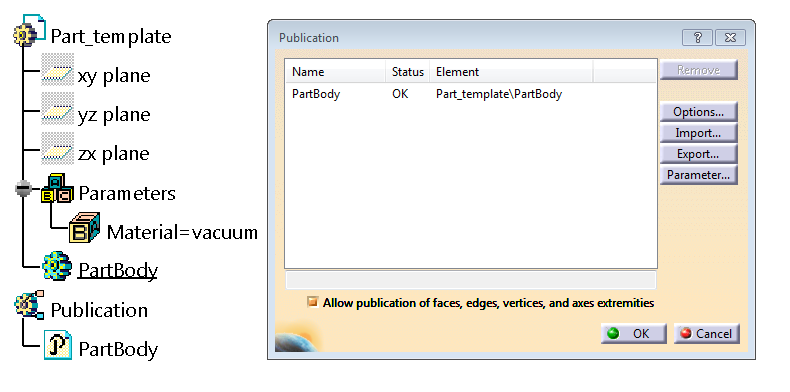 Part_template
xy plane
yz plane
zx plane
Parameters
Material=vacuum
PartBody
Publication
PartBody
Publication
Name Status Element
PartBody OK Part_template\PartBody
Remove
Options...
Import...
Export...
Parameter...
Allow publication of faces, edges, vertices, and axes extremities
OK Cancel